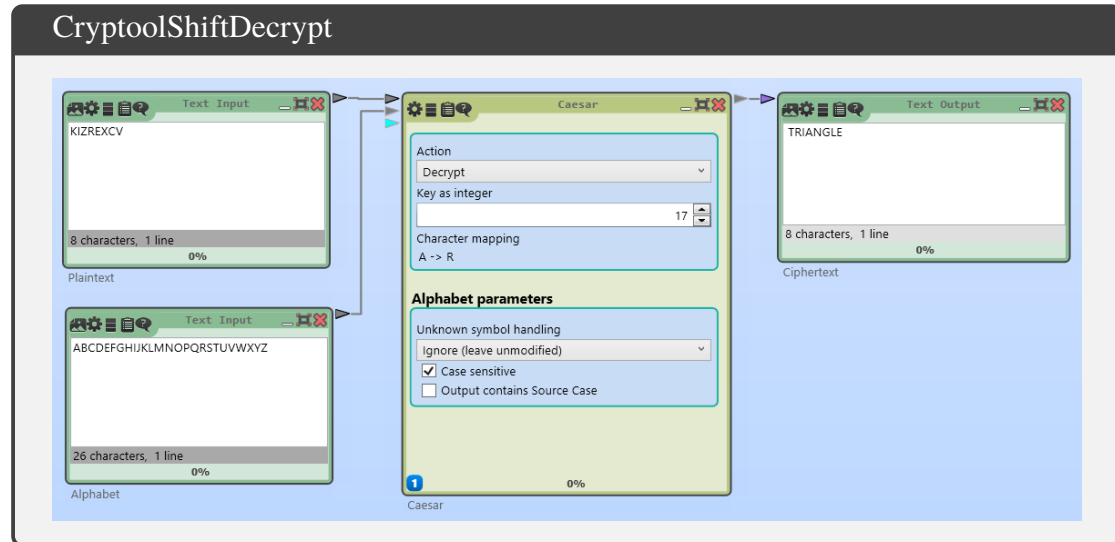 CryptoolShiftDecrypt
Text Input
KIZREXCV
8 characters, 1 line
0%
Plaintext
Text Input
ABCDEFGHIJKLMNOPQRSTUVWXYZ
26 characters, 1 line
0%
Alphabet
Caesar
Action
Decrypt
Key as integer
17
Character mapping
A -> R
Alphabet parameters
Unknown symbol handling
Ignore (leave unmodified)
Case sensitive
Output contains Source Case
1
0%
Caesar
Text Output
TRIANGLE
8 characters, 1 line
0%
Ciphertext